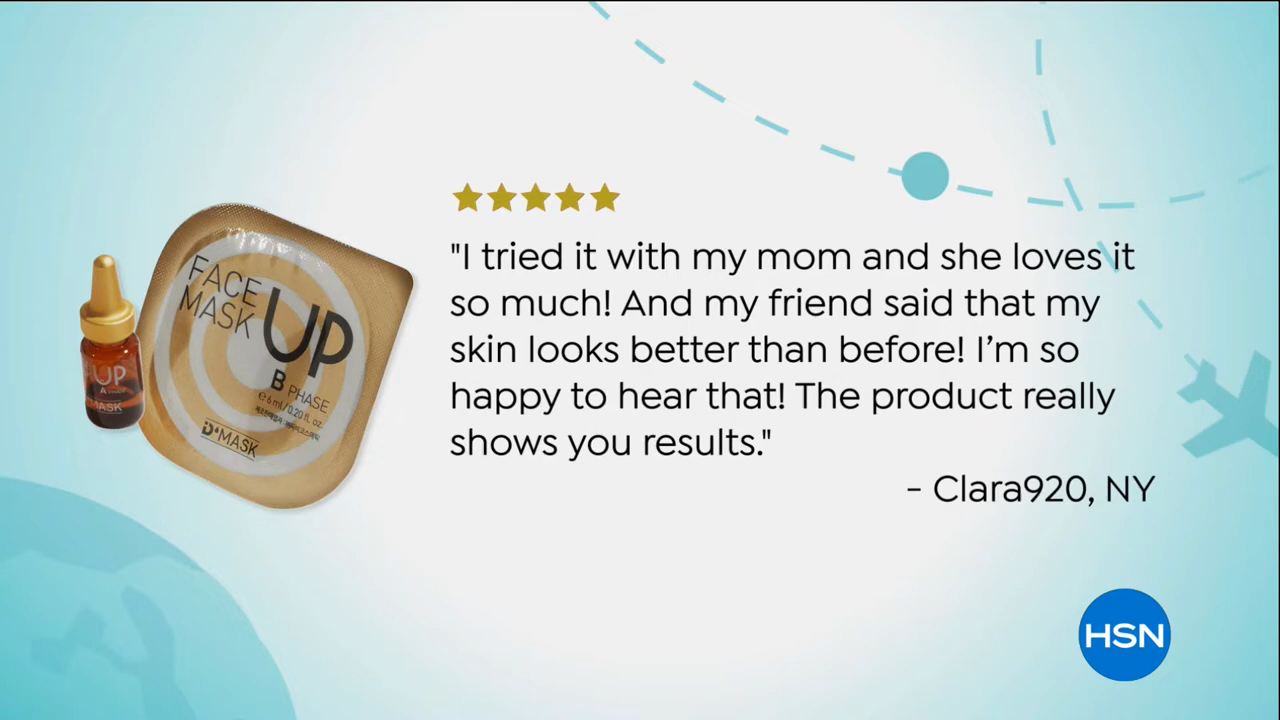 "I tried it with my mom and she loves it
so much! And my friend said that my
skin looks better than before! I'm so
happy to hear that! The product really
shows you results."
- Clara920, NY
FACE
MASK
UP
B PHASE
e 6 ml / 0.20 fl. oz.
D'MASK
UP
A
MASK
HSN